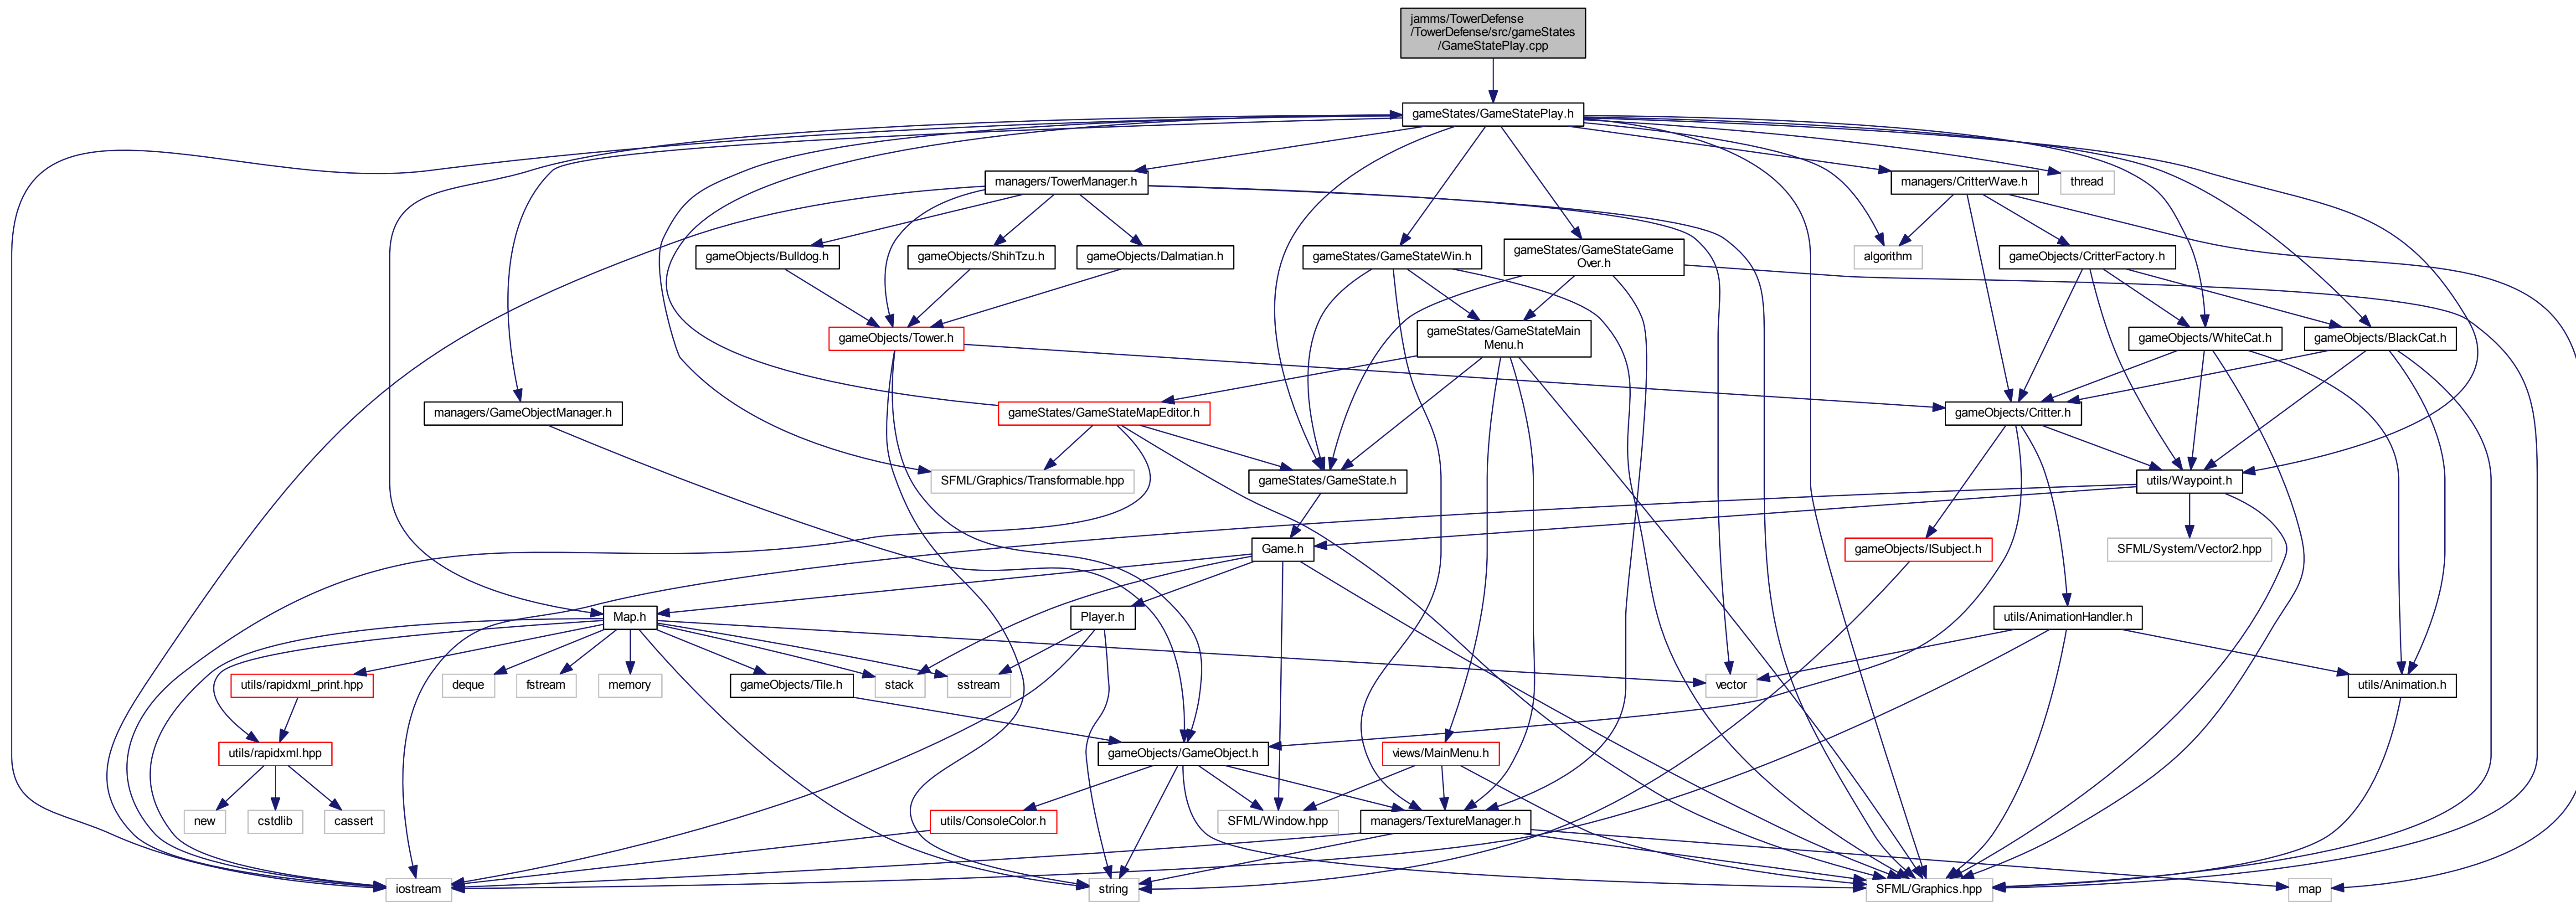 jamms/TowerDefense
/TowerDefense/src/gameStates
/GameStatePlay.cpp
gameStates/GameStatePlay.h
managers/TowerManager.h
managers/CritterWave.h
thread
gameObjects/Bulldog.h
gameObjects/ShihTzu.h
gameObjects/Dalmatian.h
gameStates/GameStateWin.h
gameStates/GameStateGame
Over.h
algorithm
gameObjects/CritterFactory.h
gameObjects/Tower.h
gameStates/GameStateMain
Menu.h
gameObjects/WhiteCat.h
gameObjects/BlackCat.h
managers/GameObjectManager.h
gameStates/GameStateMapEditor.h
gameObjects/Critter.h
SFML/Graphics/Transformable.hpp
gameStates/GameState.h
utils/Waypoint.h
Game.h
gameObjects/ISubject.h
SFML/System/Vector2.hpp
Map.h
Player.h
utils/AnimationHandler.h
utils/rapidxml_print.hpp
deque
fstream
memory
gameObjects/Tile.h
stack
sstream
vector
utils/Animation.h
utils/rapidxml.hpp
gameObjects/GameObject.h
views/MainMenu.h
new
cstdlib
cassert
utils/ConsoleColor.h
SFML/Window.hpp
managers/TextureManager.h
iostream
string
SFML/Graphics.hpp
map